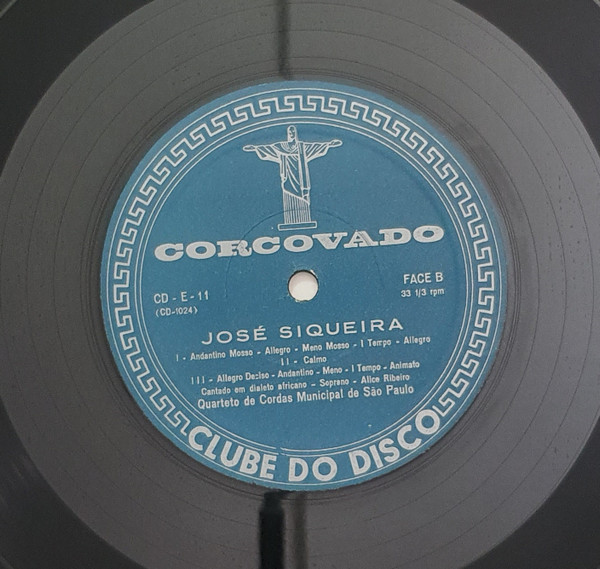 CORCOVADO
CD - E - 11
(CD-1024)
FACE B
33 1/3 rpm
JOSÉ SIQUEIRA
I - Andantino Mosso - Allegro - Meno Mosso - I Tempo - Allegro
II - Calmo
III - Allegro Deciso - Andantino - Meno - I Tempo - Animato
Cantado em dialeto africano - Soprano - Alice Ribeiro
Quarteto de Cordas Municipal de São Paulo
CLUBE DO DISCO